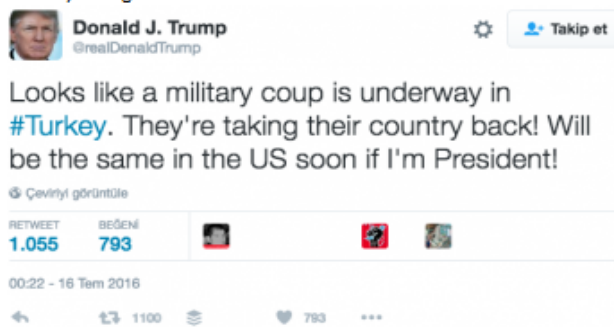 Donald J. Trump
@realDenaldTrump
Takip et
Looks like a military coup is underway in
#Turkey. They're taking their country back! Will
be the same in the US soon if I'm President!
Çeviriyi görüntüle
RETWEET BEĞENİ
1.055 793
00:22 - 16 Tem 2016
1100 793